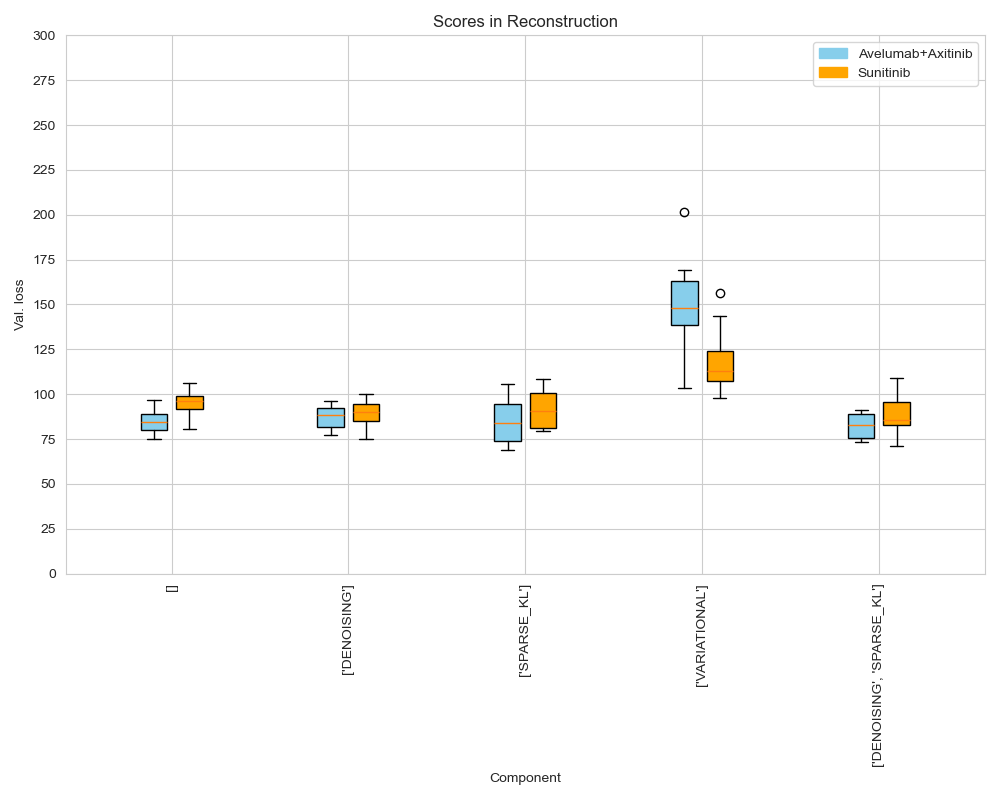 Scores in Reconstruction
300
275
250
225
200
175
150
125
100
75
50
25
0
Val. loss
Avelumab+Axitinib
Sunitinib
[]
['DENOISING']
['SPARSE_KL']
['VARIATIONAL']
['DENOISING', 'SPARSE_KL']
Component